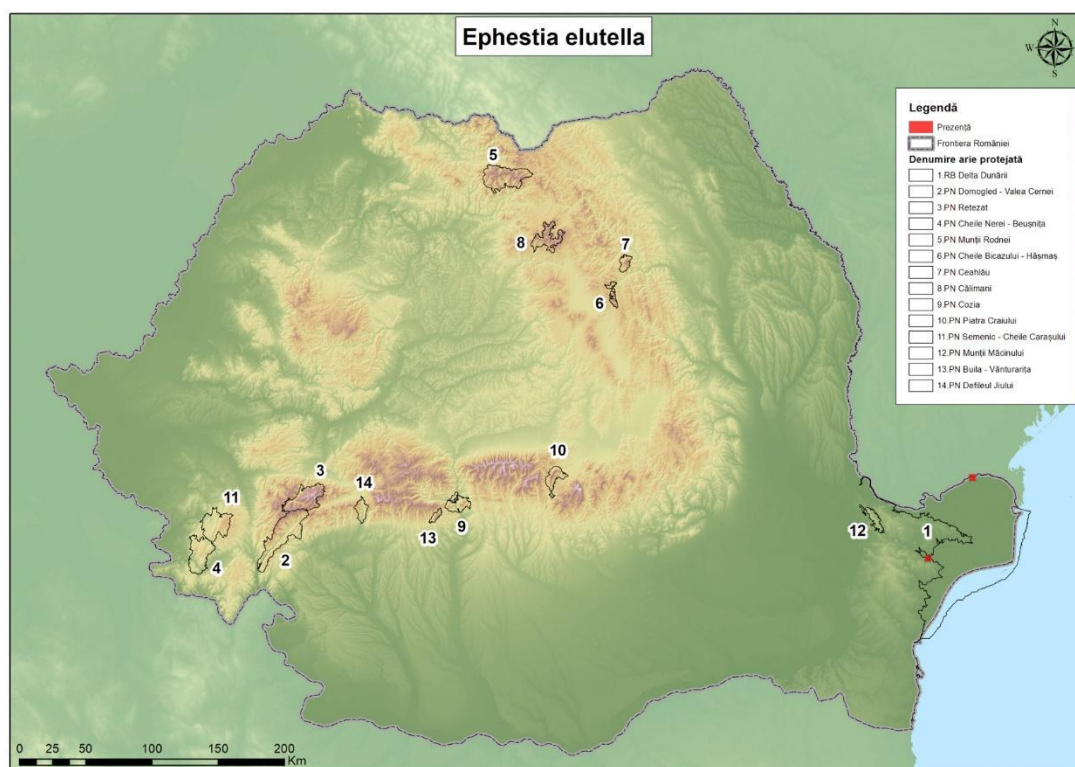 Ephestia elutella
N
W
E
S
Legendă
Prezență
Frontiera României
Denumire arie protejată
1.RB Delta Dunării
2.PN Domogled - Valea Cernei
3.PN Retezat
4.PN Cheile Nerei - Beușnița
5.PN Munții Rodnei
6.PN Cheile Bicazului - Hășmaș
7.PN Ceahlău
8.PN Călimani
9.PN Cozia
10.PN Piatra Craiului
11.PN Semenic - Cheile Carașului
12.PN Munții Măcinului
13.PN Buila - Vânturarița
14.PN Defileul Jiului
5
8
7
6
10
3
14
11
9
13
12
1
4
2
0 25 50 100 150 200
Km